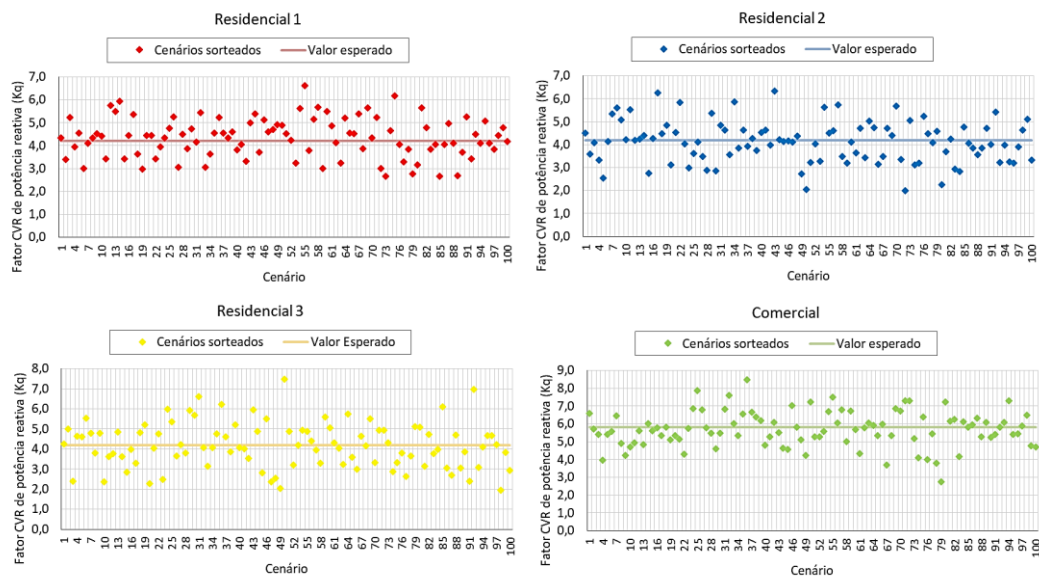 Residencial 1
Cenários sorteados Valor esperado
Fator CVR de potência reativa (Kq)
7,0
6,0
5,0
4,0
3,0
2,0
1,0
0,0
1 4 7 10 13 16 19 22 25 28 31 34 37 40 43 46 49 52 55 58 61 64 67 70 73 76 79 82 85 88 91 94 97 100
Cenário
Residencial 2
Cenários sorteados Valor esperado
Fator CVR de potência reativa (Kq)
7,0
6,0
5,0
4,0
3,0
2,0
1,0
0,0
1 4 7 10 13 16 19 22 25 28 31 34 37 40 43 46 49 52 55 58 61 64 67 70 73 76 79 82 85 88 91 94 97 100
Cenário
Residencial 3
Cenários sorteados Valor Esperado
Fator CVR de potência reativa (Kq)
8,0
7,0
6,0
5,0
4,0
3,0
2,0
1,0
0,0
1 4 7 10 13 16 19 22 25 28 31 34 37 40 43 46 49 52 55 58 61 64 67 70 73 76 79 82 85 88 91 94 97 100
Cenário
Comercial
Cenários sorteados Valor esperado
Fator CVR de potência reativa (Kq)
9,0
8,0
7,0
6,0
5,0
4,0
3,0
2,0
1,0
0,0
1 4 7 10 13 16 19 22 25 28 31 34 37 40 43 46 49 52 55 58 61 64 67 70 73 76 79 82 85 88 91 94 97 100
Cenário